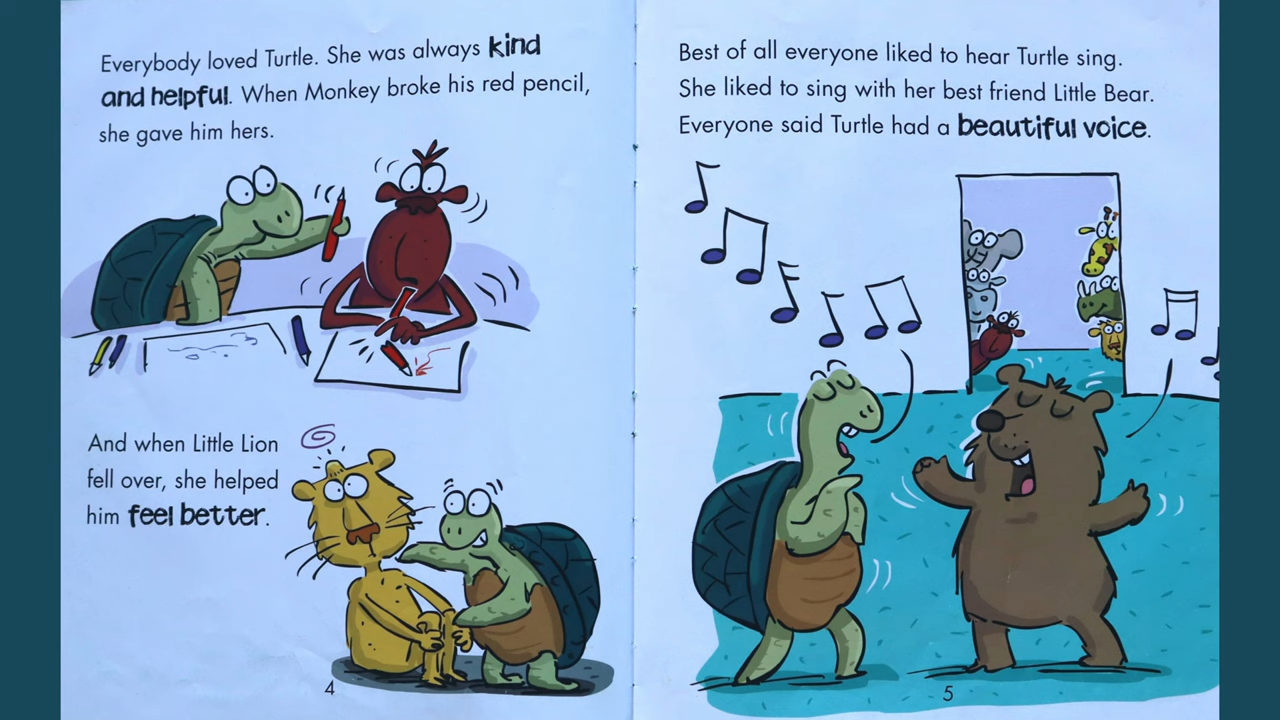 Everybody loved Turtle. She was always kind
and helpful. When Monkey broke his red pencil,
she gave him hers.
And when Little Lion
fell over, she helped
him feel better.
4
Best of all everyone liked to hear Turtle sing.
She liked to sing with her best friend Little Bear.
Everyone said Turtle had a beautiful voice.
5